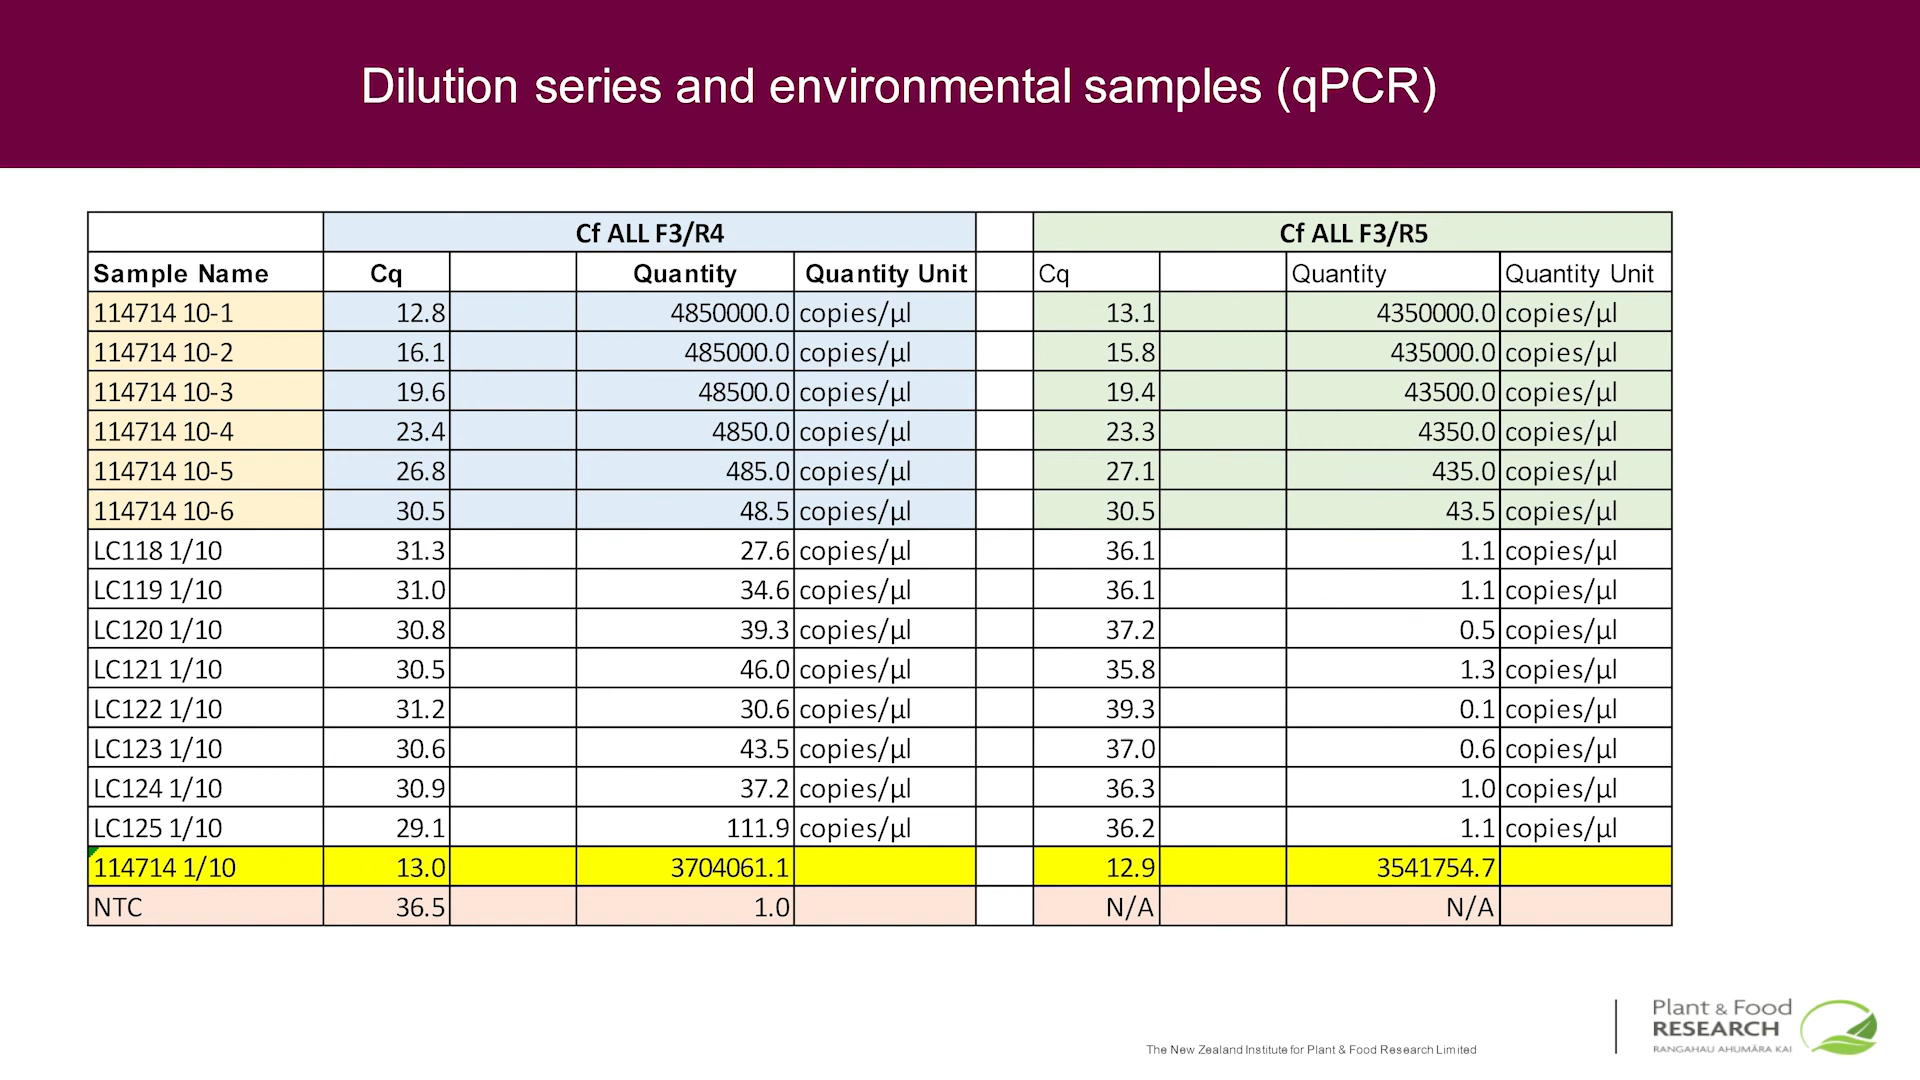 Dilution series and environmental samples (qPCR)
Cf ALL F3/R4 Cf ALL F3/R5
Sample Name Cq Quantity Quantity Unit Cq Quantity Quantity Unit
114714 10-1 12.8 4850000.0 copies/µl 13.1 4350000.0 copies/µl
114714 10-2 16.1 485000.0 copies/µl 15.8 435000.0 copies/µl
114714 10-3 19.6 48500.0 copies/µl 19.4 43500.0 copies/µl
114714 10-4 23.4 4850.0 copies/µl 23.3 4350.0 copies/µl
114714 10-5 26.8 485.0 copies/µl 27.1 435.0 copies/µl
114714 10-6 30.5 48.5 copies/µl 30.5 43.5 copies/µl
LC118 1/10 31.3 27.6 copies/µl 36.1 1.1 copies/µl
LC119 1/10 31.0 34.6 copies/µl 36.1 1.1 copies/µl
LC120 1/10 30.8 39.3 copies/µl 37.2 0.5 copies/µl
LC121 1/10 30.5 46.0 copies/µl 35.8 1.3 copies/µl
LC122 1/10 31.2 30.6 copies/µl 39.3 0.1 copies/µl
LC123 1/10 30.6 43.5 copies/µl 37.0 0.6 copies/µl
LC124 1/10 30.9 37.2 copies/µl 36.3 1.0 copies/µl
LC125 1/10 29.1 111.9 copies/µl 36.2 1.1 copies/µl
114714 1/10 13.0 3704061.1 12.9 3541754.7
NTC 36.5 1.0 N/A N/A
Plant & Food
RESEARCH
RANGAHAU AHUMĀRA KAI
The New Zealand Institute for Plant & Food Research Limited